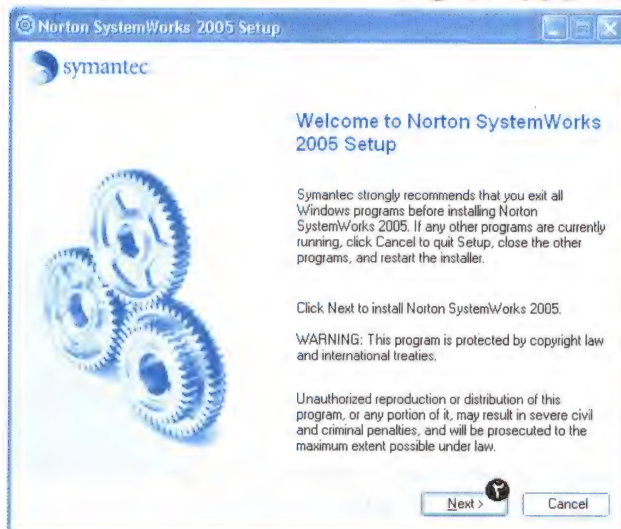 Norton SystemWorks 2005 Setup
symantec
Welcome to Norton SystemWorks
2005 Setup
Symantec strongly recommends that you exit all
Windows programs before installing Norton
SystemWorks 2005. If any other programs are currently
running, click Cancel to quit Setup, close the other
programs, and restart the installer.
Click Next to install Norton SystemWorks 2005.
WARNING: This program is protected by copyright law
and international treaties.
Unauthorized reproduction or distribution of this
program, or any portion of it, may result in severe civil
and criminal penalties, and will be prosecuted to the
maximum extent possible under law.
Next > ٢
Cancel